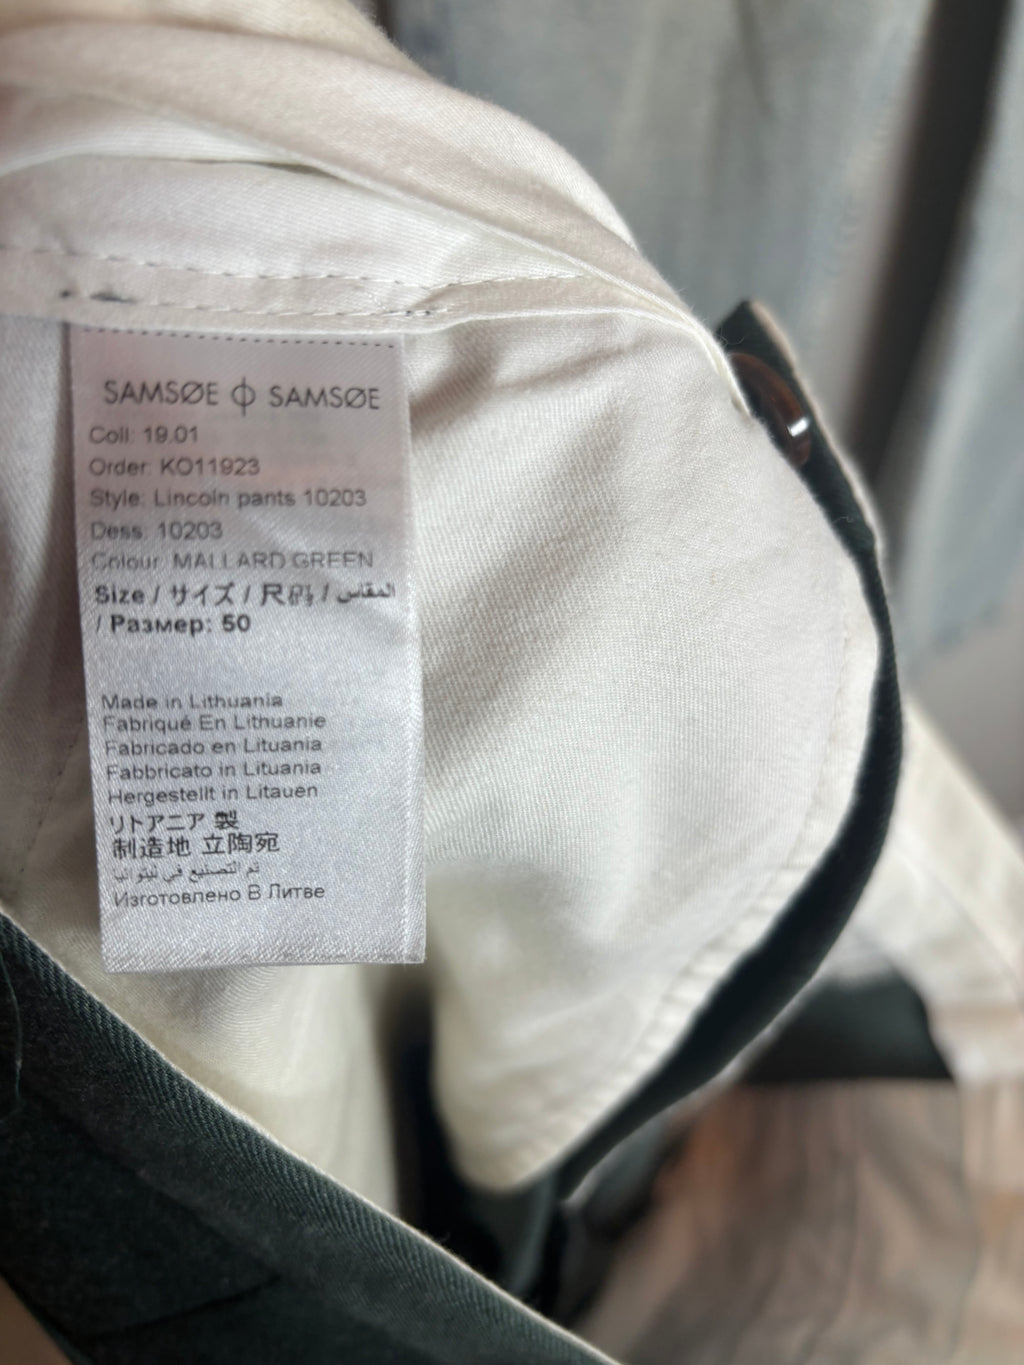 SAMSØE ϕ SAMSØE
Coll: 19.01
Order: KO11923
Style: Lincoln pants 10203
Dess: 10203
Colour: MALLARD GREEN
Size / サイズ / 尺码 / المقاس
/ Размер: 50
Made in Lithuania
Fabriqué En Lithuanie
Fabricado en Lituania
Fabbricato in Lituania
Hergestellt in Litauen
リトアニア 製
制造地 立陶宛
تم التصنيع في ليتوانيا
Изготовлено В Литве